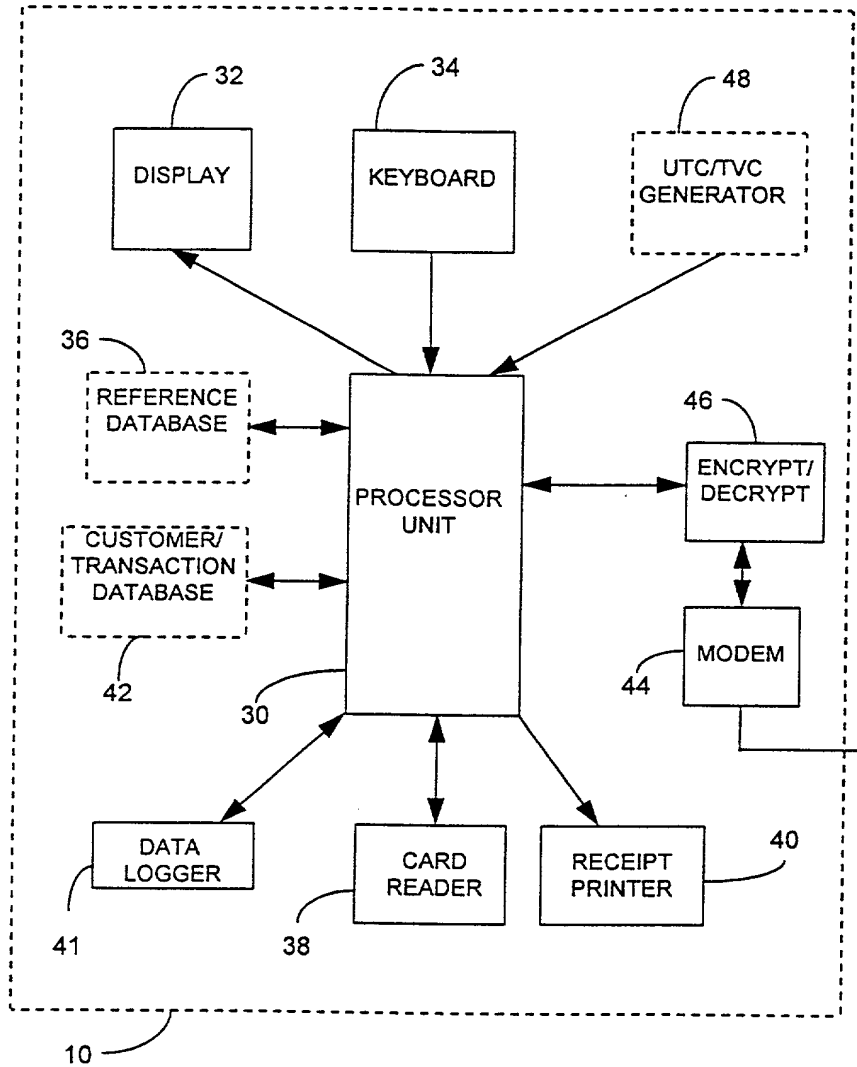 32
34
48
DISPLAY
KEYBOARD
UTC/TVC
GENERATOR
36
REFERENCE
DATABASE
46
ENCRYPT/
DECRYPT
PROCESSOR
UNIT
CUSTOMER/
TRANSACTION
DATABASE
42
30
44
MODEM
DATA
LOGGER
41
CARD
READER
38
RECEIPT
PRINTER
40
10